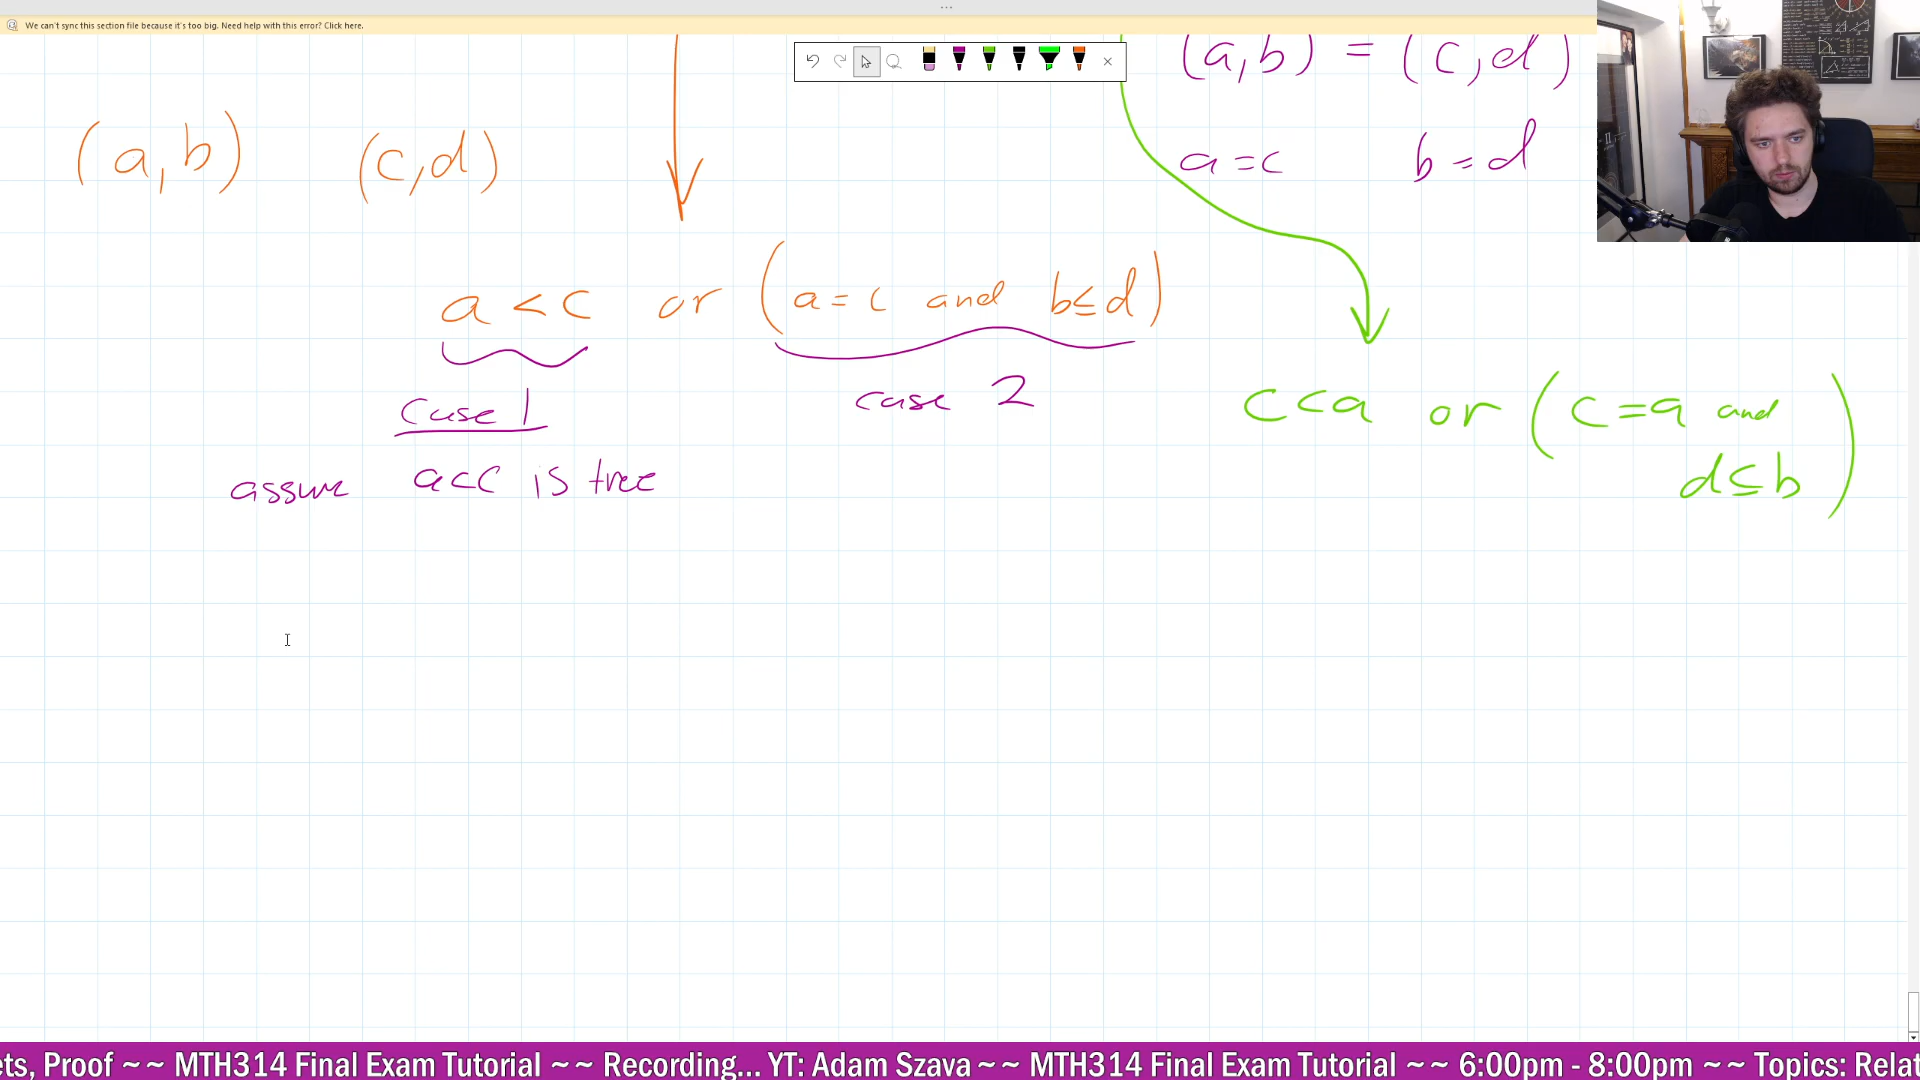 We can't sync this section file because it's too big. Need help with this error? Click here.
(a,b) = (c,d)
(a,b) (c,d)
a=c b=d
a < c or (a = c and b≤d)
case 1
case 2
c<a or (c=a and
d≤b)
assume a<c is true
ets, Proof ~~ MTH314 Final Exam Tutorial ~~ Recording... YT: Adam Szava ~~ MTH314 Final Exam Tutorial ~~ 6:00pm - 8:00pm ~~ Topics: Relat